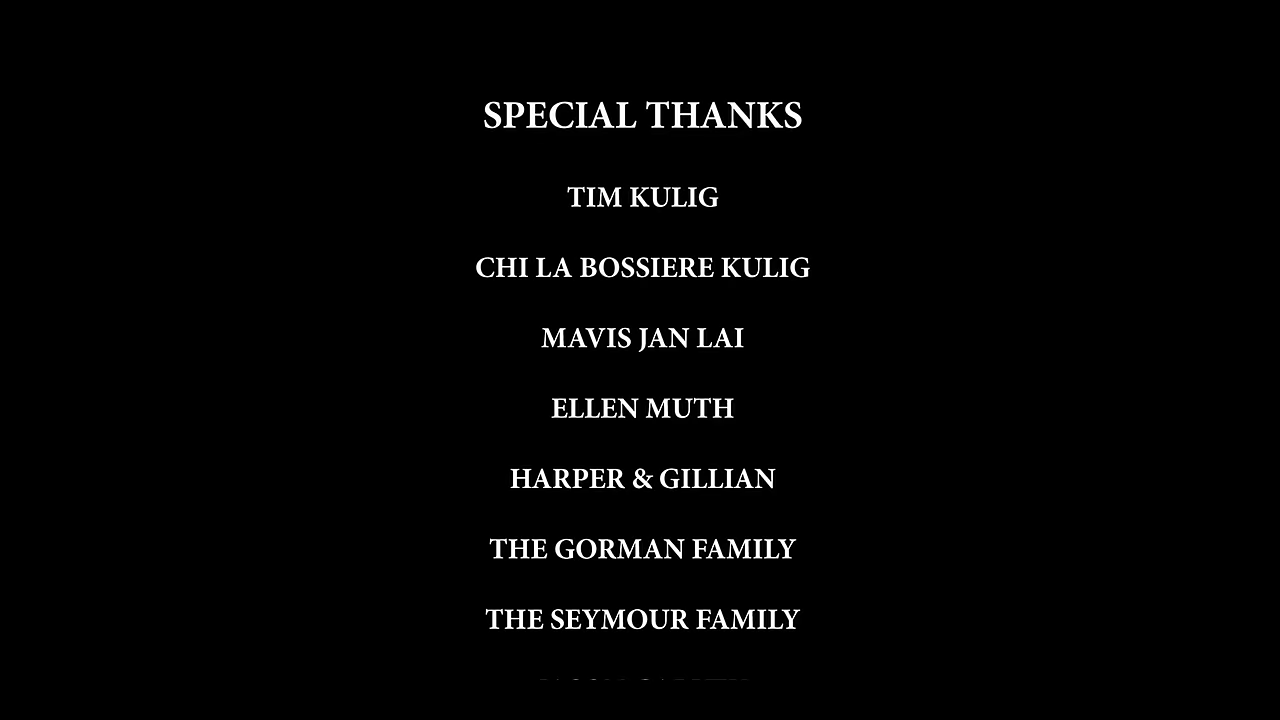 SPECIAL THANKS
TIM KULIG
CHI LA BOSSIERE KULIG
MAVIS JAN LAI
ELLEN MUTH
HARPER & GILLIAN
THE GORMAN FAMILY
THE SEYMOUR FAMILY